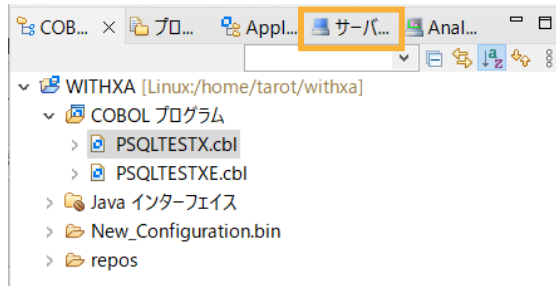 COB... プロ... Appl... サーバ... Anal...
WITHXA [Linux:/home/tarot/withxa]
COBOL プログラム
PSQLTESTX.cbl
PSQLTESTXE.cbl
Java インターフェイス
New_Configuration.bin
repos